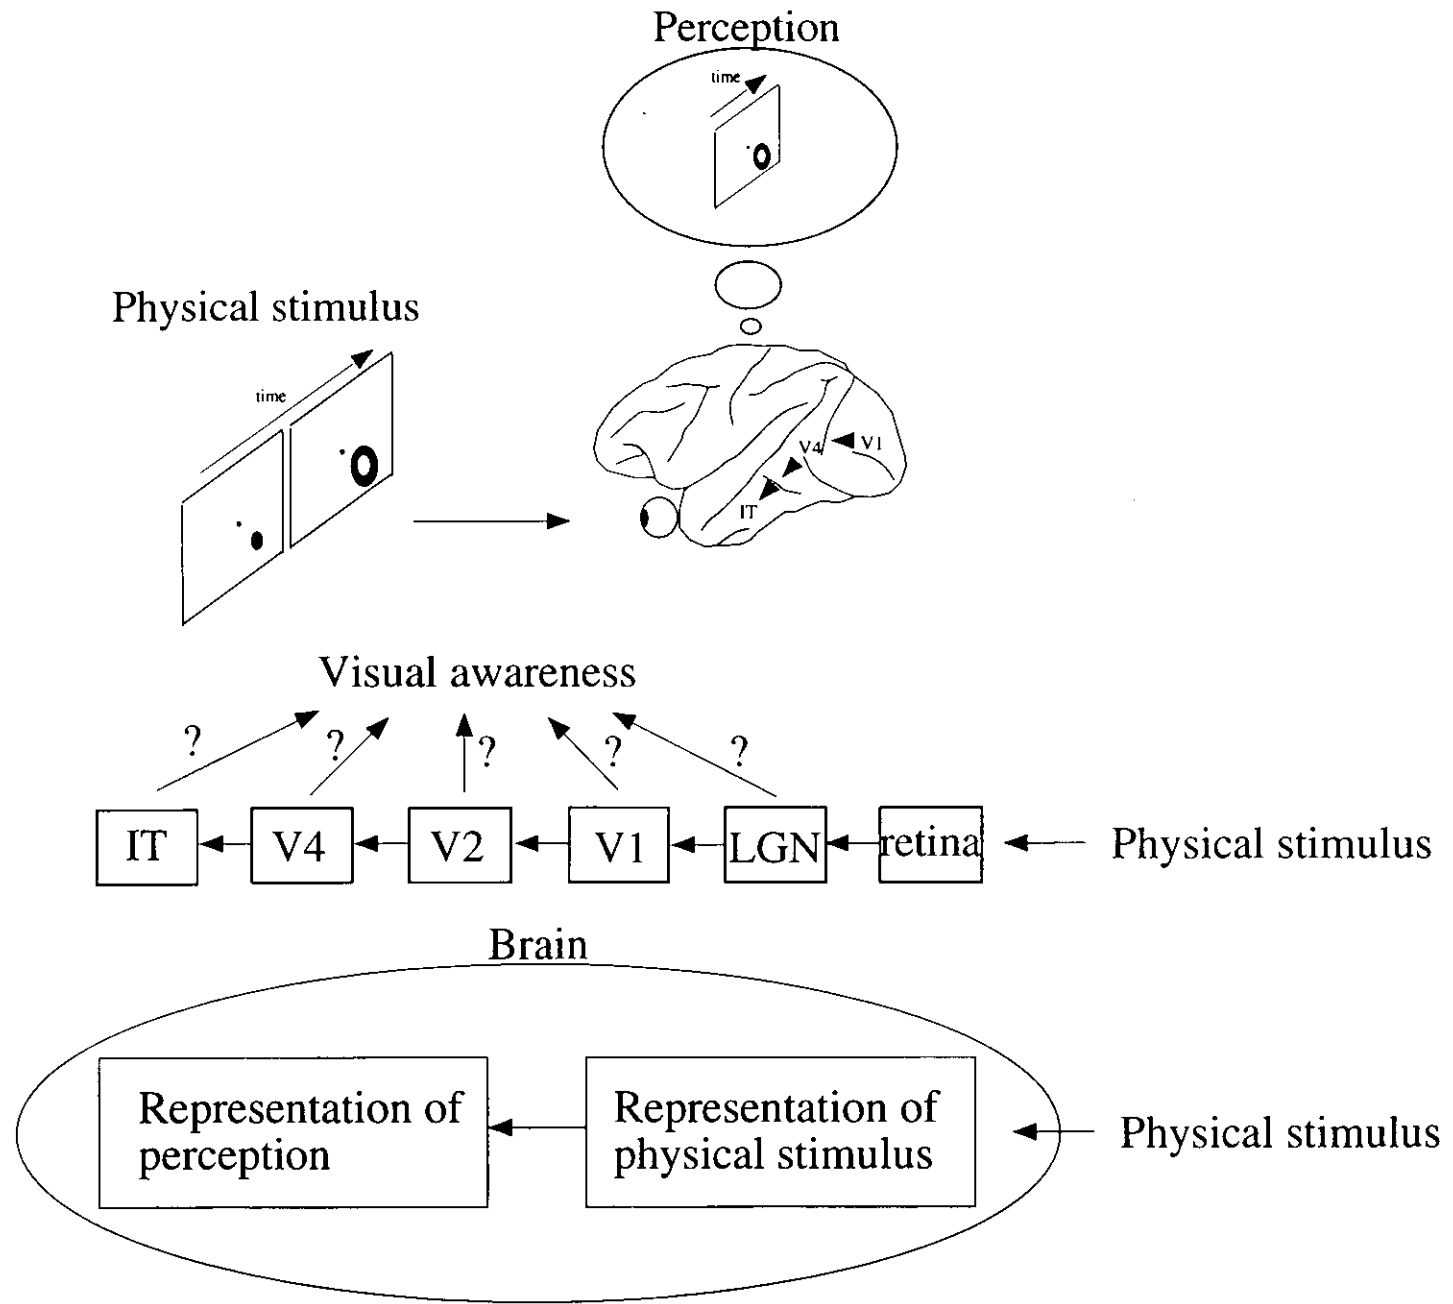 Perception
time
Physical stimulus
time
V4
V1
IT
Visual awareness
? ? ? ? ?
IT V4 V2 V1 LGN retina Physical stimulus
Brain
Representation of
perception
Representation of
physical stimulus
Physical stimulus